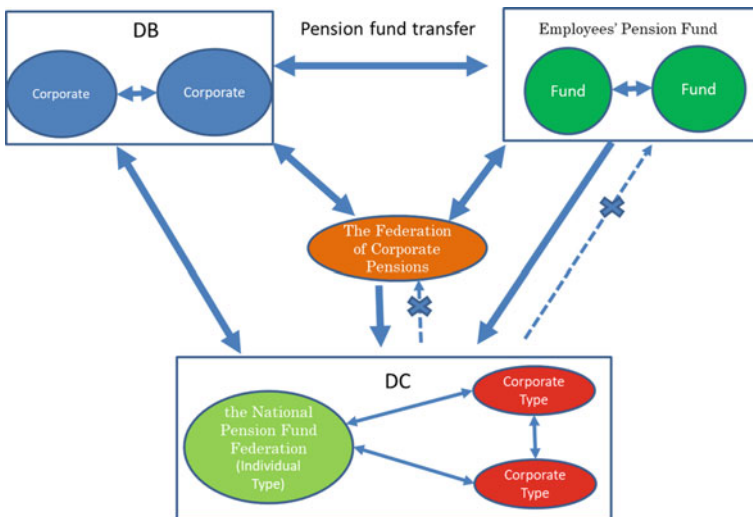 DB
Pension fund transfer
Employees' Pension Fund
Corporate
Corporate
Fund
Fund
The Federation
of Corporate
Pensions
DC
the National
Pension Fund
Federation
(Individual
Type)
Corporate
Type
Corporate
Type